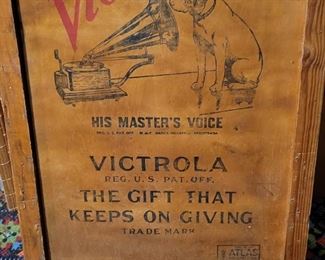 HIS MASTER'S VOICE
VICTROLA
REG. U.S. PAT. OFF.
THE GIFT THAT
KEEPS ON GIVING
TRADE MARK
ATLAS